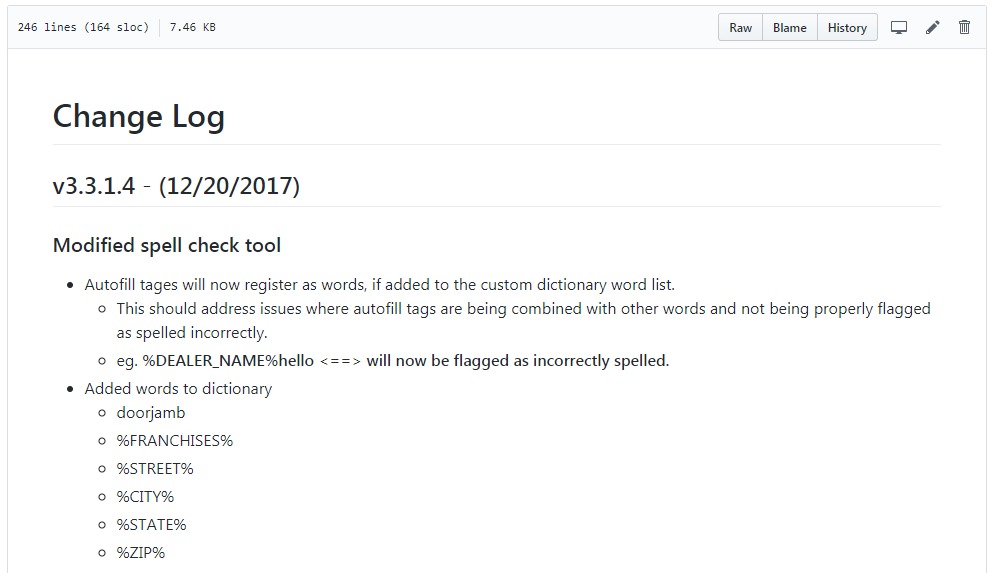 246 lines (164 sloc) 7.46 KB Raw Blame History
Change Log
v3.3.1.4 - (12/20/2017)
Modified spell check tool
Autofill tages will now register as words, if added to the custom dictionary word list.
This should address issues where autofill tags are being combined with other words and not being properly flagged
as spelled incorrectly.
eg. %DEALER_NAME%hello <==> will now be flagged as incorrectly spelled.
Added words to dictionary
doorjamb
%FRANCHISES%
%STREET%
%CITY%
%STATE%
%ZIP%